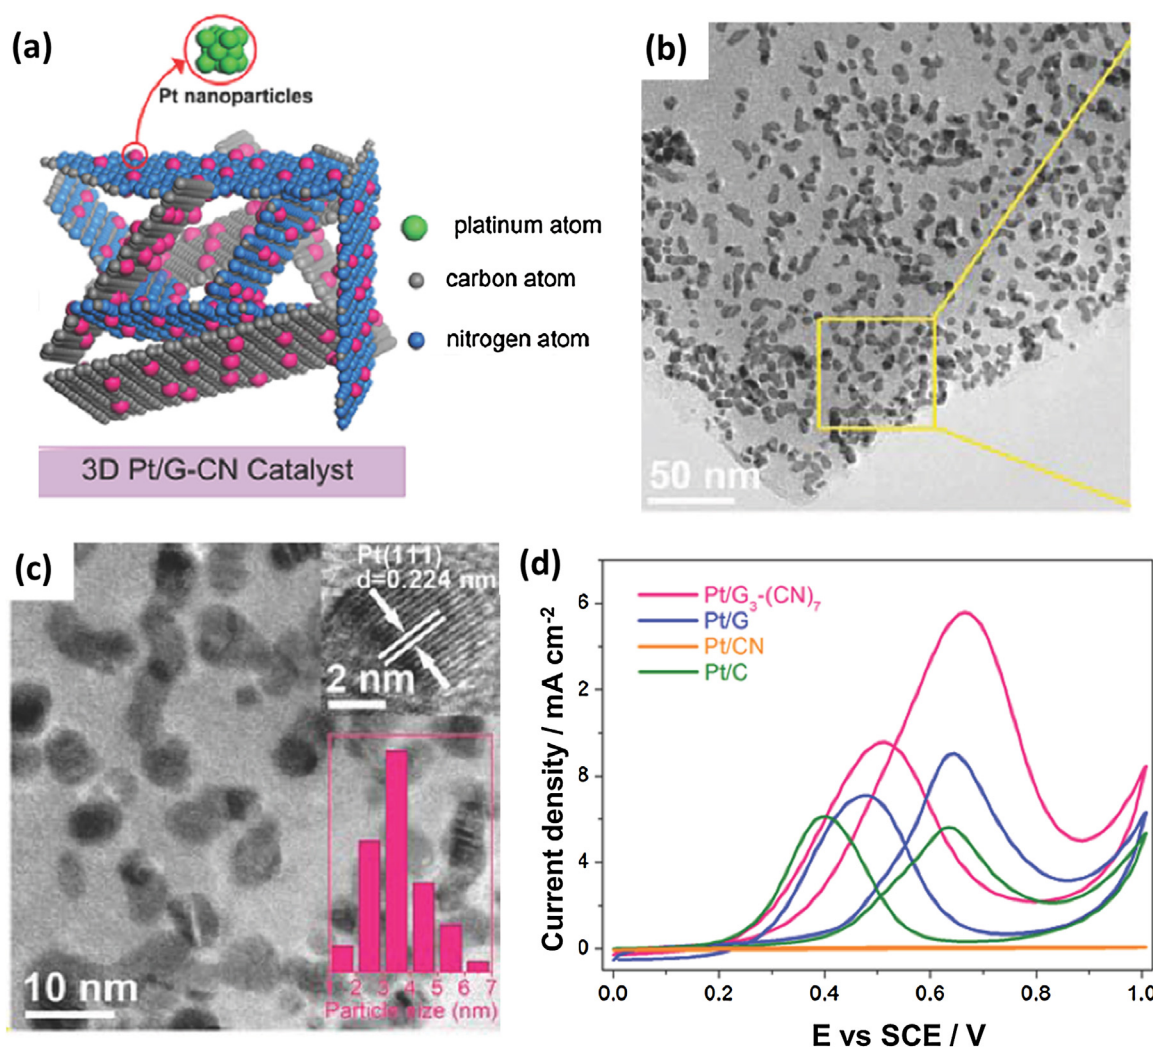 (a)
Pt nanoparticles
platinum atom
carbon atom
nitrogen atom
3D Pt/G-CN Catalyst
(b)
50 nm
(c)
Pt(111)
d=0.224 nm
2 nm
10 nm
1 2 3 4 5 6 7
Particle size (nm)
(d)
Pt/G₃-(CN)₇
Pt/G
Pt/CN
Pt/C
Current density / mA cm⁻²
6
2
8
4
0
0.0 0.2 0.4 0.6 0.8 1.0
E vs SCE / V